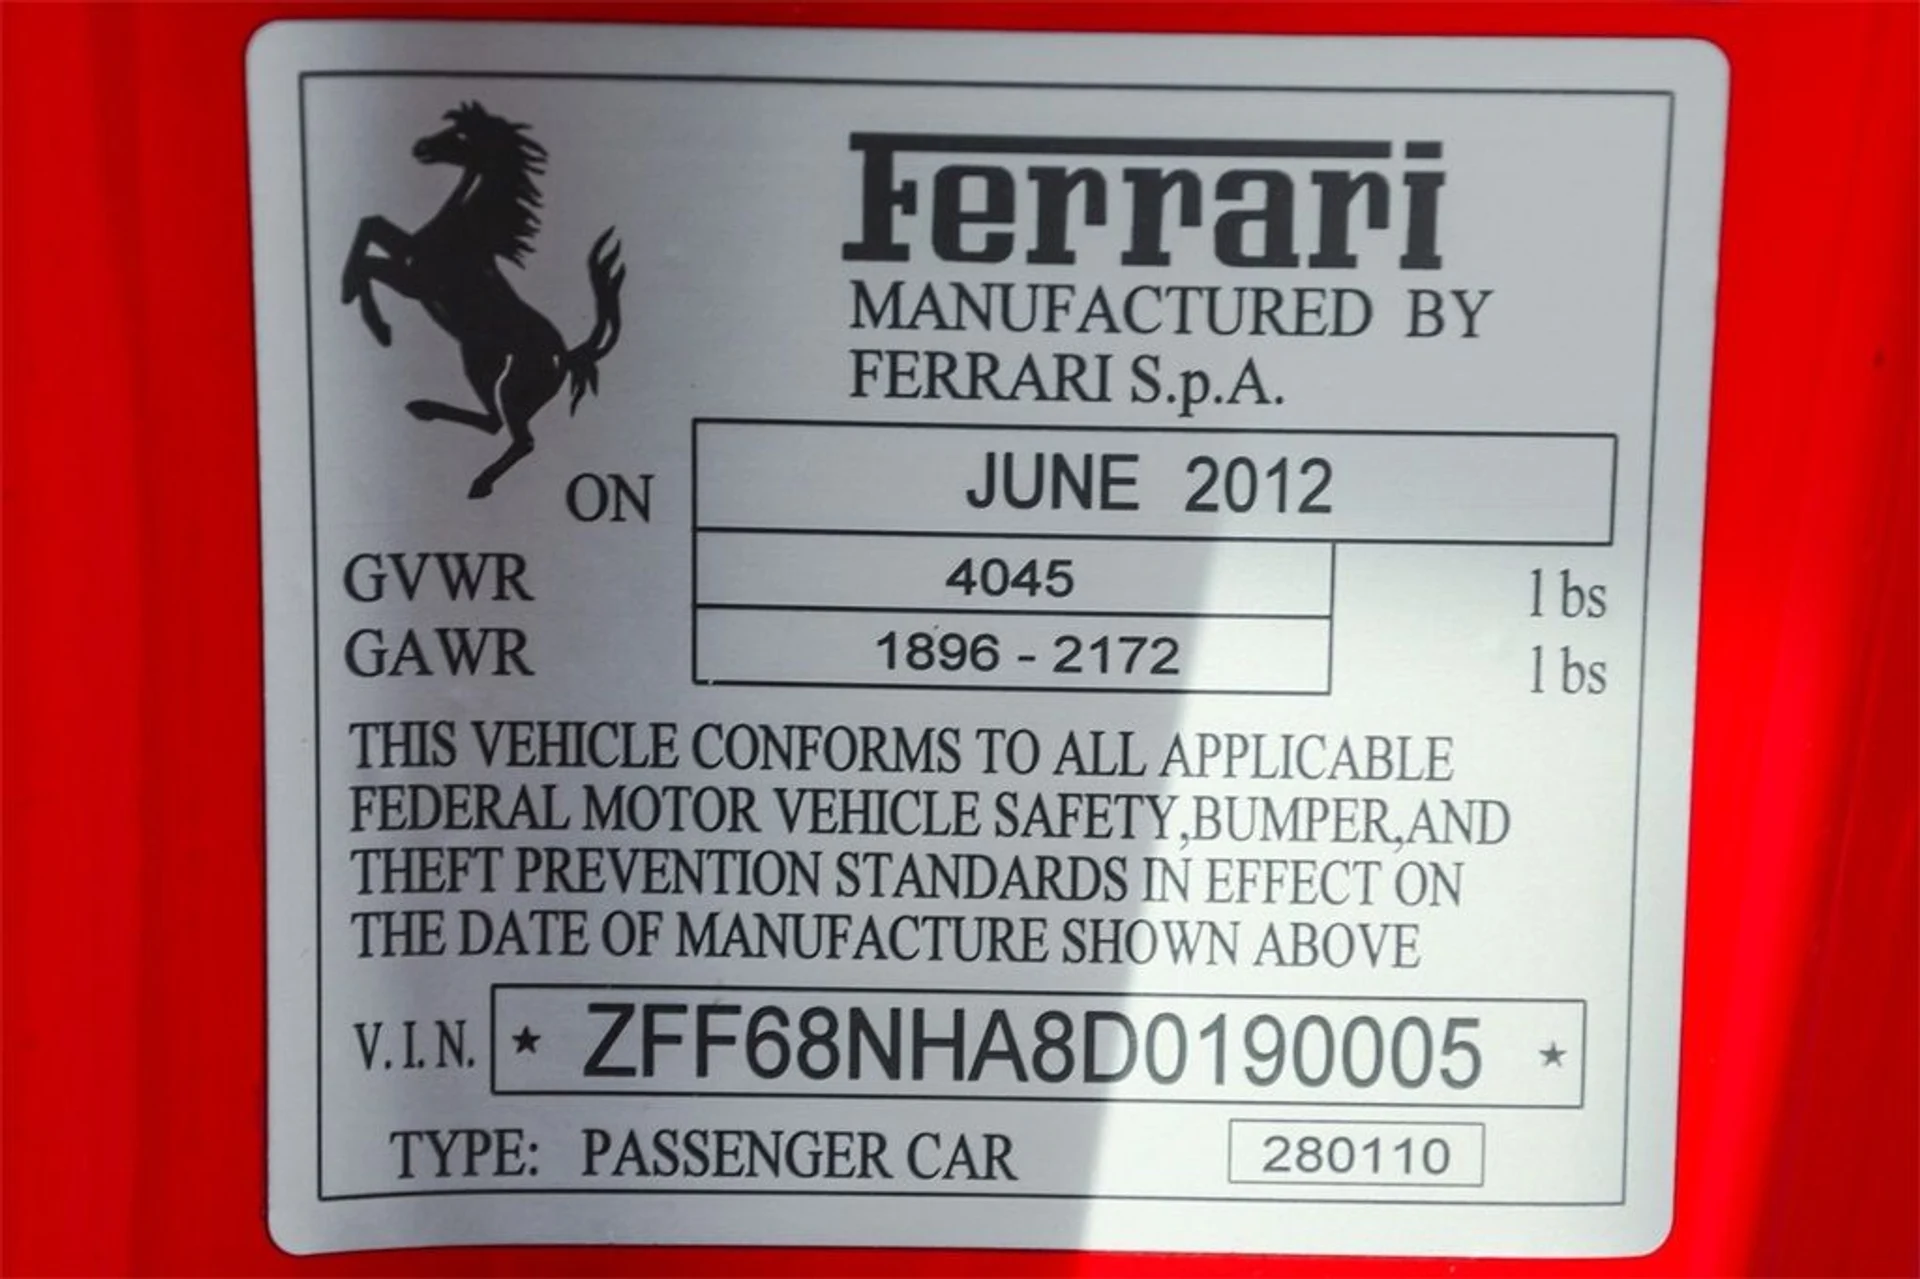 Ferrari
MANUFACTURED BY
FERRARI S.p.A.
ON JUNE 2012
GVWR 4045 lbs
GAWR 1896 - 2172 lbs
THIS VEHICLE CONFORMS TO ALL APPLICABLE
FEDERAL MOTOR VEHICLE SAFETY,BUMPER,AND
THEFT PREVENTION STANDARDS IN EFFECT ON
THE DATE OF MANUFACTURE SHOWN ABOVE
V.I.N. ★ ZFF68NHA8D0190005 ★
TYPE: PASSENGER CAR 280110